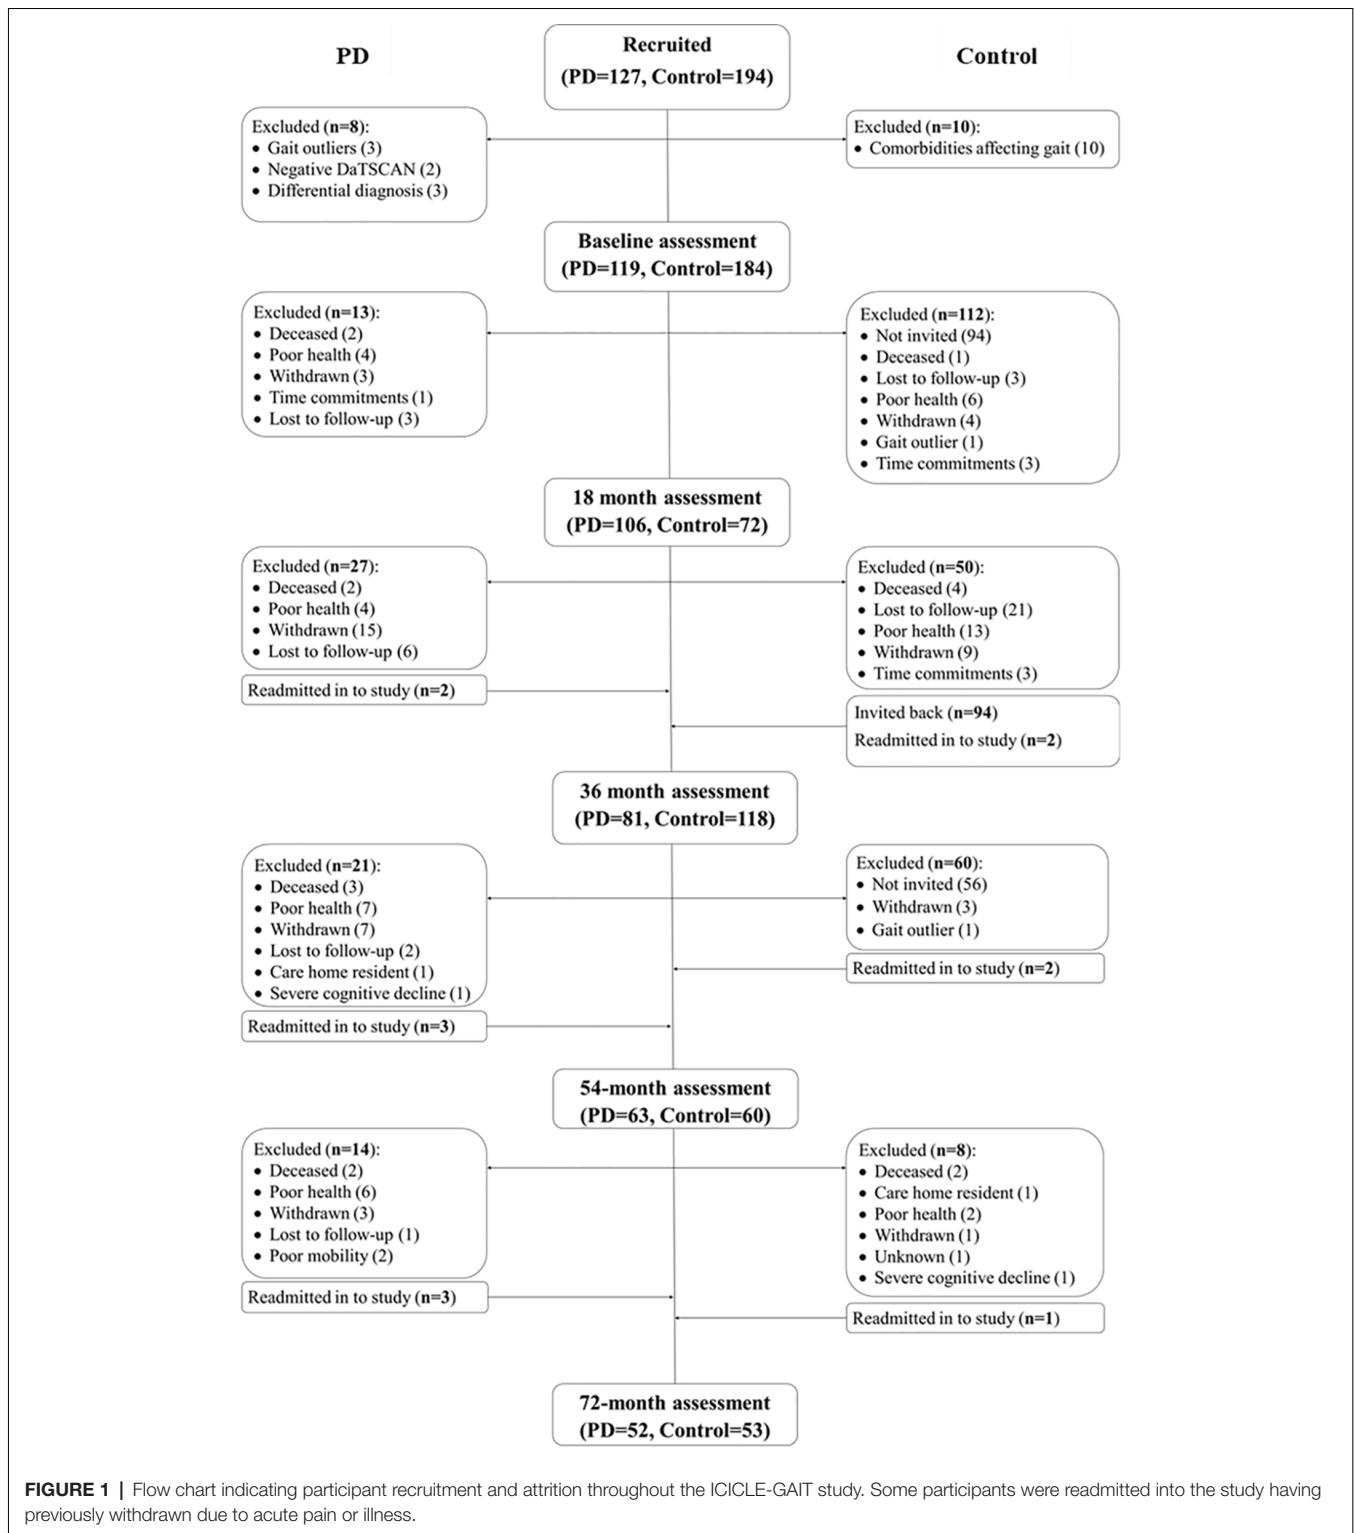 PD
Recruited
(PD=127, Control=194)
Control
Excluded (n=8):
• Gait outliers (3)
• Negative DaTSCAN (2)
• Differential diagnosis (3)
Excluded (n=10):
• Comorbidities affecting gait (10)
Baseline assessment
(PD=119, Control=184)
Excluded (n=13):
• Deceased (2)
• Poor health (4)
• Withdrawn (3)
• Time commitments (1)
• Lost to follow-up (3)
Excluded (n=112):
• Not invited (94)
• Deceased (1)
• Lost to follow-up (3)
• Poor health (6)
• Withdrawn (4)
• Gait outlier (1)
• Time commitments (3)
18 month assessment
(PD=106, Control=72)
Excluded (n=27):
• Deceased (2)
• Poor health (4)
• Withdrawn (15)
• Lost to follow-up (6)
Readmitted in to study (n=2)
Excluded (n=50):
• Deceased (4)
• Lost to follow-up (21)
• Poor health (13)
• Withdrawn (9)
• Time commitments (3)
Invited back (n=94)
Readmitted in to study (n=2)
36 month assessment
(PD=81, Control=118)
Excluded (n=21):
• Deceased (3)
• Poor health (7)
• Withdrawn (7)
• Lost to follow-up (2)
• Care home resident (1)
• Severe cognitive decline (1)
Readmitted in to study (n=3)
Excluded (n=60):
• Not invited (56)
• Withdrawn (3)
• Gait outlier (1)
Readmitted in to study (n=2)
54-month assessment
(PD=63, Control=60)
Excluded (n=14):
• Deceased (2)
• Poor health (6)
• Withdrawn (3)
• Lost to follow-up (1)
• Poor mobility (2)
Readmitted in to study (n=3)
Excluded (n=8):
• Deceased (2)
• Care home resident (1)
• Poor health (2)
• Withdrawn (1)
• Unknown (1)
• Severe cognitive decline (1)
Readmitted in to study (n=1)
72-month assessment
(PD=52, Control=53)
FIGURE 1 | Flow chart indicating participant recruitment and attrition throughout the ICICLE-GAIT study. Some participants were readmitted into the study having
previously withdrawn due to acute pain or illness.